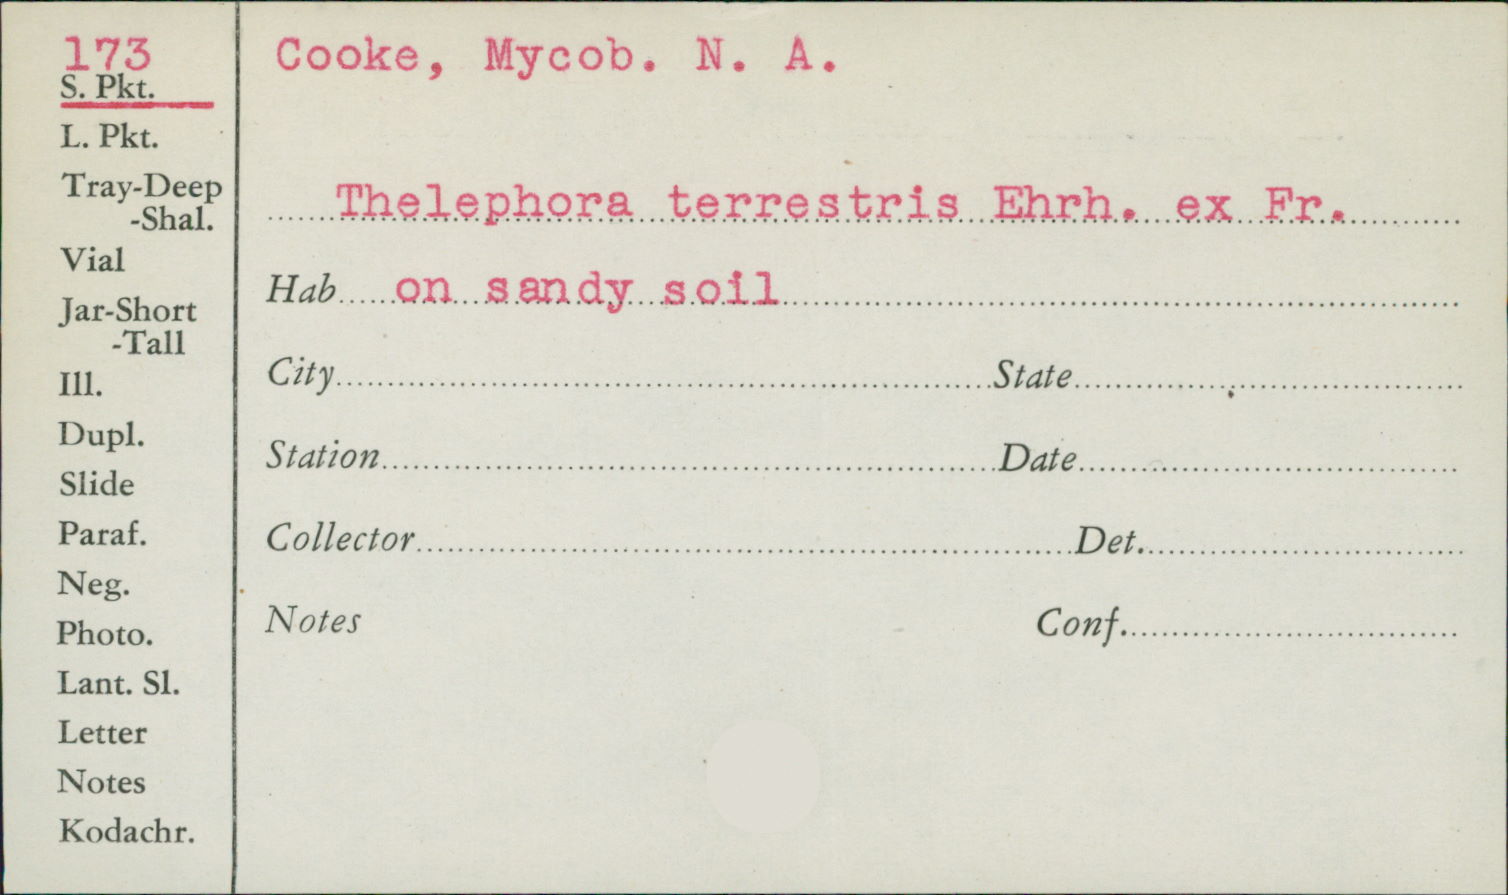 173
S. Pkt.
L. Pkt.
Tray-Deep
-Shal.
Vial
Jar-Short
-Tall
Ill.
Dupl.
Slide
Paraf.
Neg.
Photo.
Lant. Sl.
Letter
Notes
Kodachr.
Cooke, Mycob. N. A.
Thelephora terrestris Ehrh. ex Fr.
Hab on sandy soil
City State
Station Date
Collector Det.
Notes Conf.